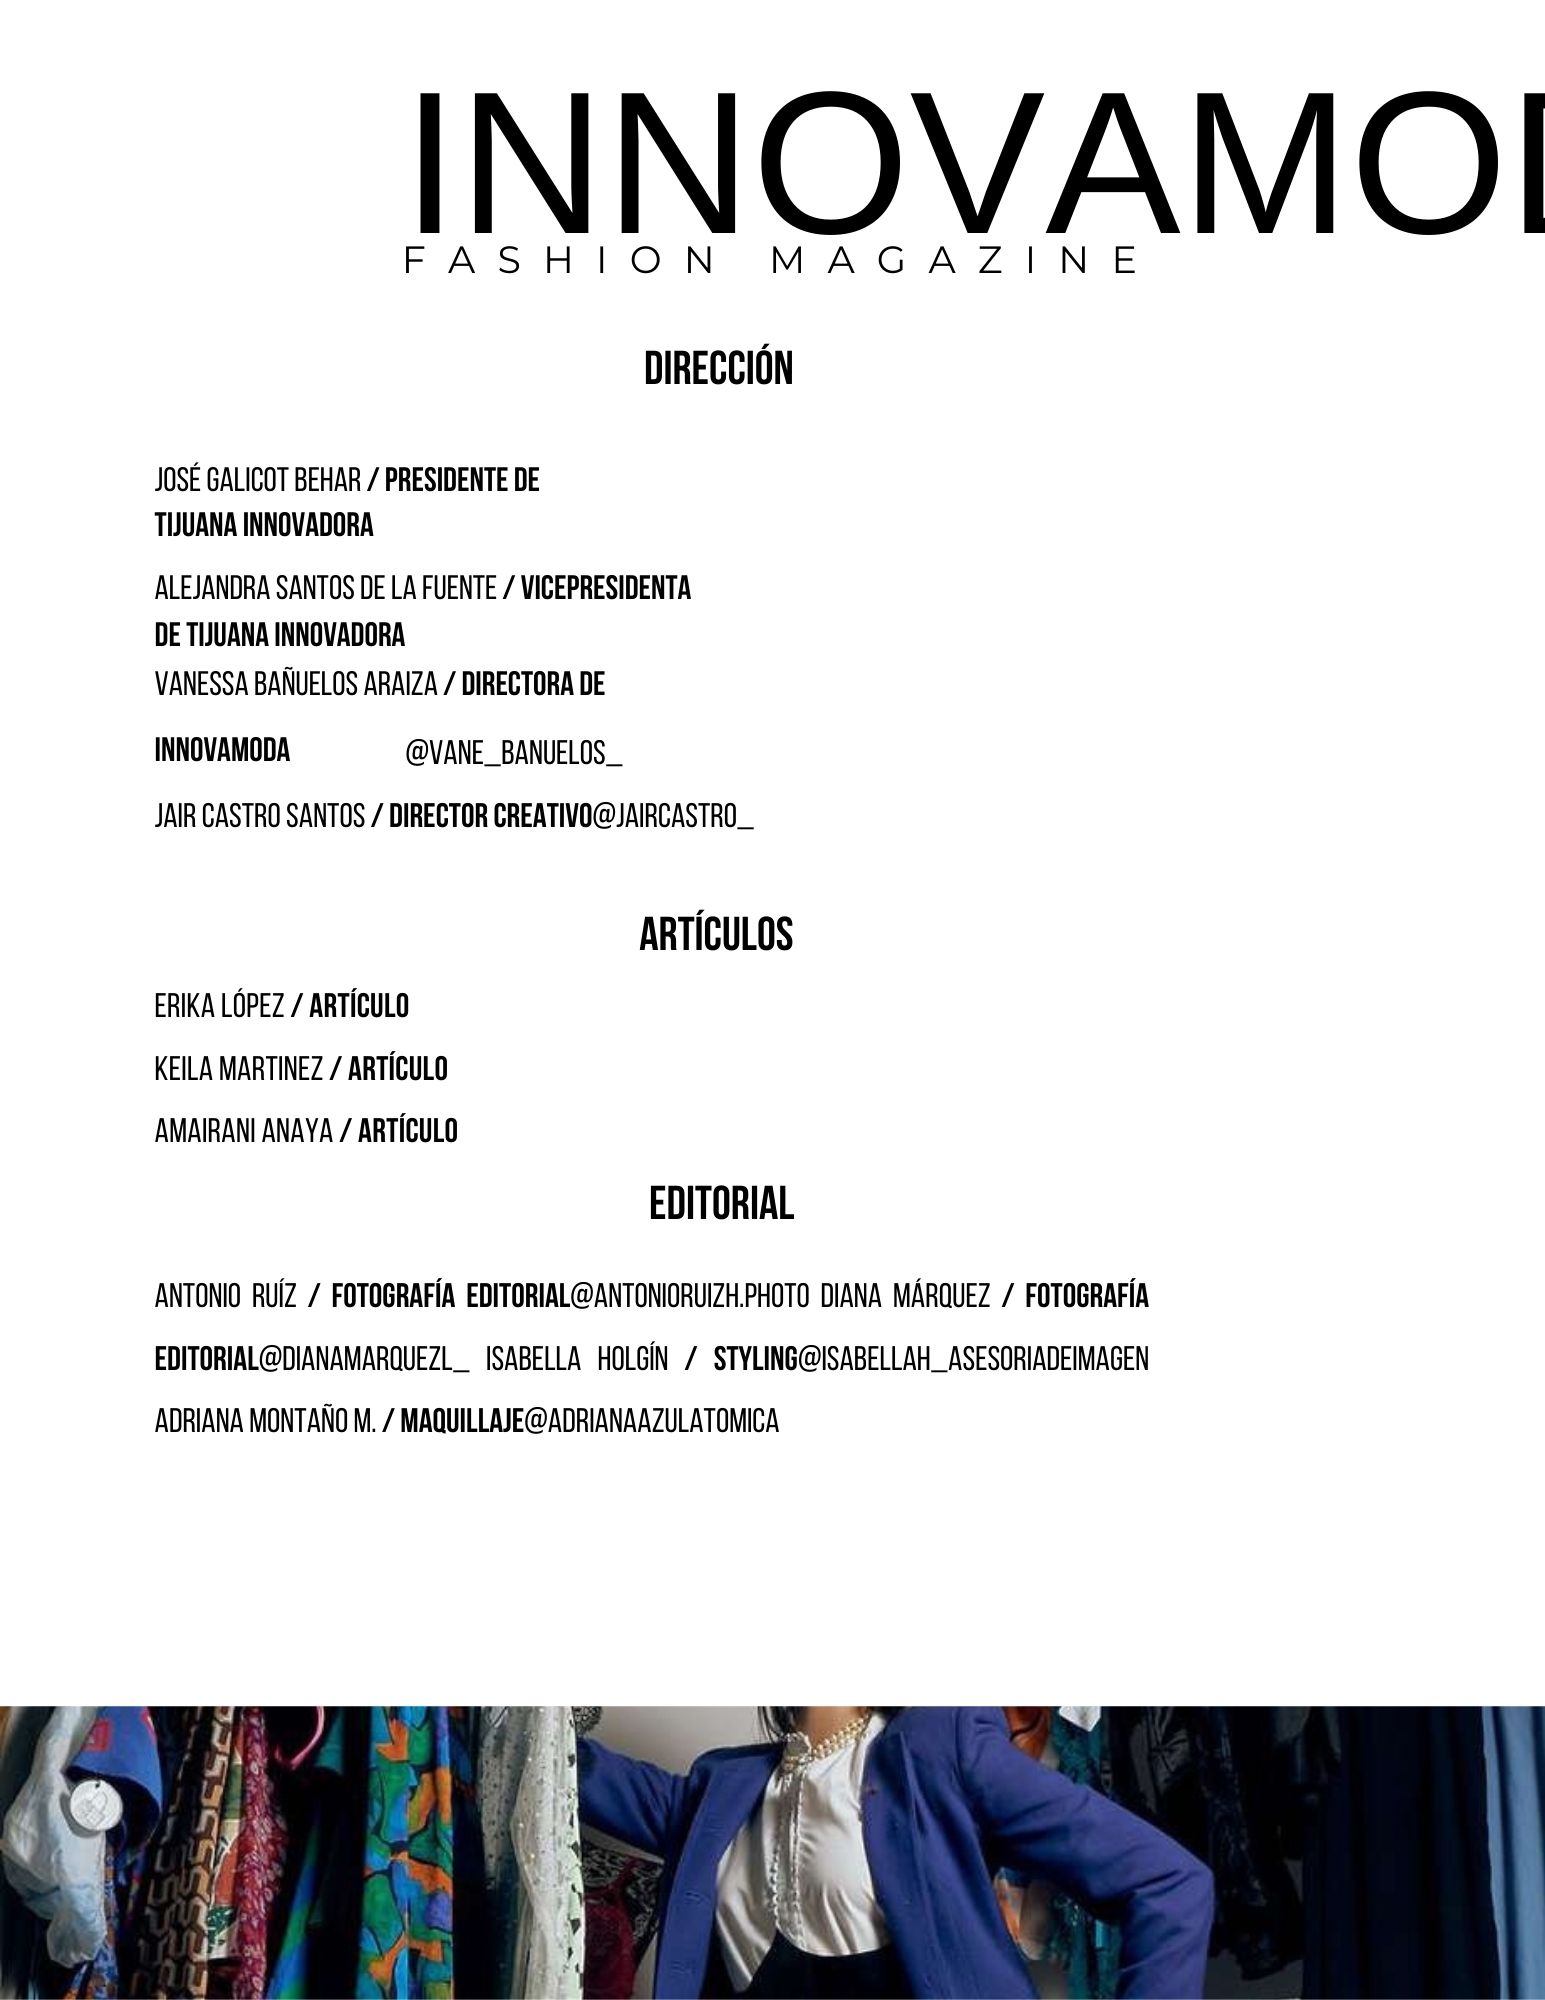 INNOVAMOD
FASHION MAGAZINE
DIRECCIÓN
JOSÉ GALICOT BEHAR / PRESIDENTE DE
TIJUANA INNOVADORA
ALEJANDRA SANTOS DE LA FUENTE / VICEPRESIDENTA
DE TIJUANA INNOVADORA
VANESSA BAÑUELOS ARAIZA / DIRECTORA DE
INNOVAMODA @VANE_BANUELOS_
JAIR CASTRO SANTOS / DIRECTOR CREATIVO@JAIRCASTRO_
ARTÍCULOS
ERIKA LÓPEZ / ARTÍCULO
KEILA MARTINEZ / ARTÍCULO
AMAIRANI ANAYA / ARTÍCULO
EDITORIAL
ANTONIO RUÍZ / FOTOGRAFÍA EDITORIAL@ANTONIORUIZH.PHOTO DIANA MÁRQUEZ / FOTOGRAFÍA
EDITORIAL@DIANAMARQUEZL_ ISABELLA HOLGÍN / STYLING@ISABELLAH_ASESORIADEIMAGEN
ADRIANA MONTAÑO M. / MAQUILLAJE@ADRIANAAZULATOMICA